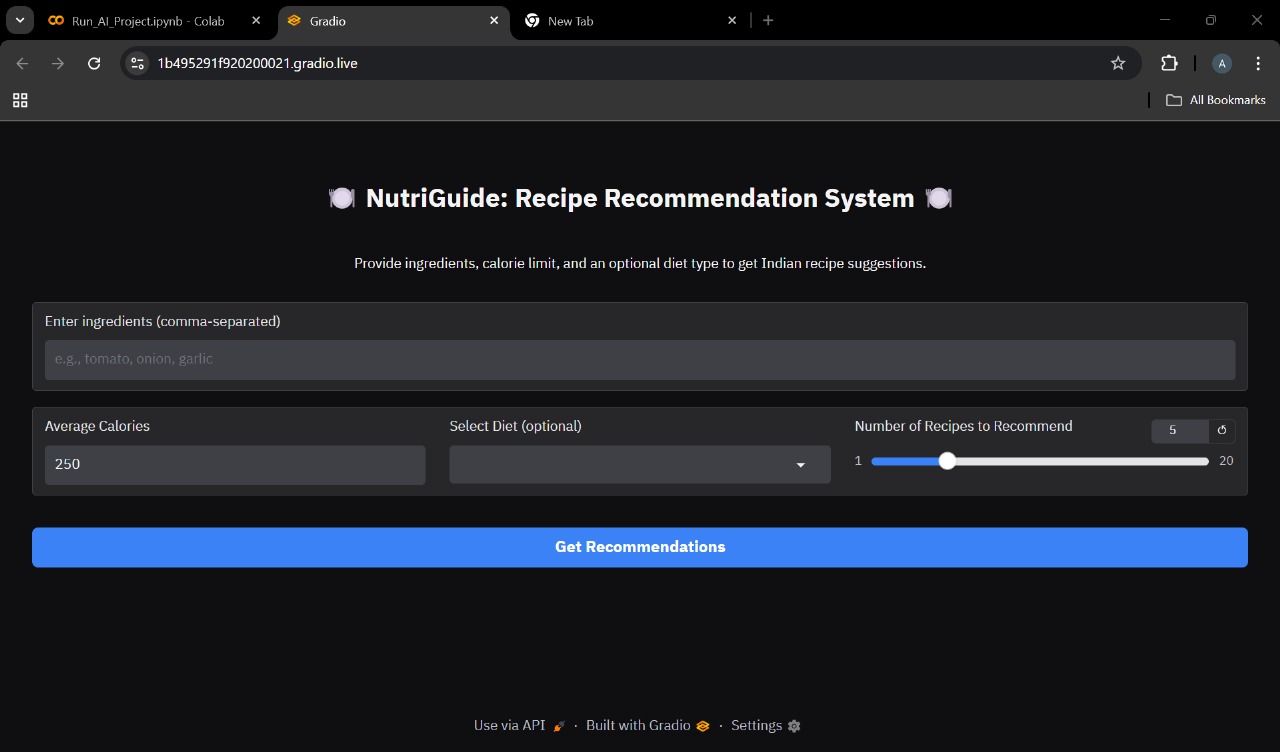 Run_AI_Project.ipynb - Colab
Gradio
New Tab
1b495291f920200021.gradio.live
A
All Bookmarks
NutriGuide: Recipe Recommendation System
Provide ingredients, calorie limit, and an optional diet type to get Indian recipe suggestions.
Enter ingredients (comma-separated)
e.g., tomato, onion, garlic
Average Calories
250
Select Diet (optional)
Number of Recipes to Recommend
5
1
20
Get Recommendations
Use via API · Built with Gradio · Settings